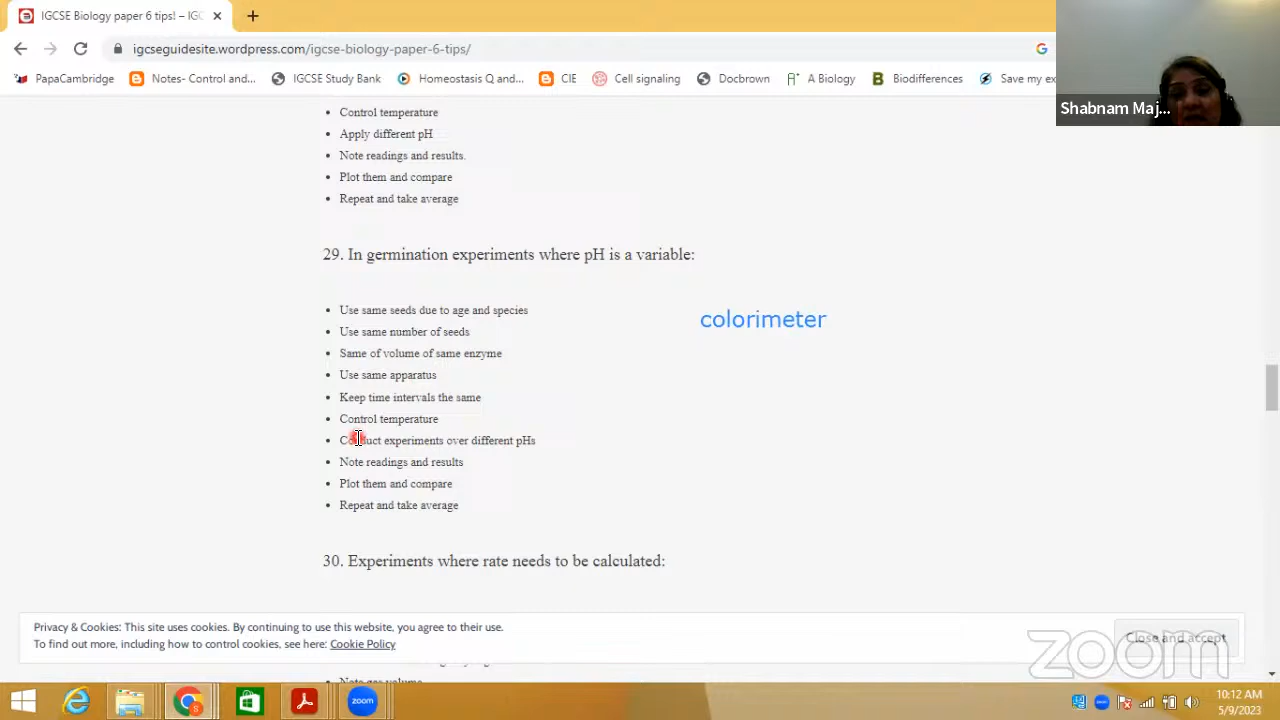 IGCSE Biology paper 6 tips! – IGC
igcseguidesite.wordpress.com/igcse-biology-paper-6-tips/
PapaCambridge
Notes- Control and...
IGCSE Study Bank
Homeostasis Q and...
CIE
Cell signaling
Docbrown
A Biology
Biodifferences
Save my ex
Shabnam Maj...
• Control temperature
• Apply different pH
• Note readings and results.
• Plot them and compare
• Repeat and take average
29. In germination experiments where pH is a variable:
• Use same seeds due to age and species
colorimeter
• Use same number of seeds
• Same of volume of same enzyme
• Use same apparatus
• Keep time intervals the same
• Control temperature
• Conduct experiments over different pHs
• Note readings and results
• Plot them and compare
• Repeat and take average
30. Experiments where rate needs to be calculated:
Privacy & Cookies: This site uses cookies. By continuing to use this website, you agree to their use.
To find out more, including how to control cookies, see here: Cookie Policy
Close and accept
zoom
• Note gas volume
zoom
10:12 AM
5/9/2023